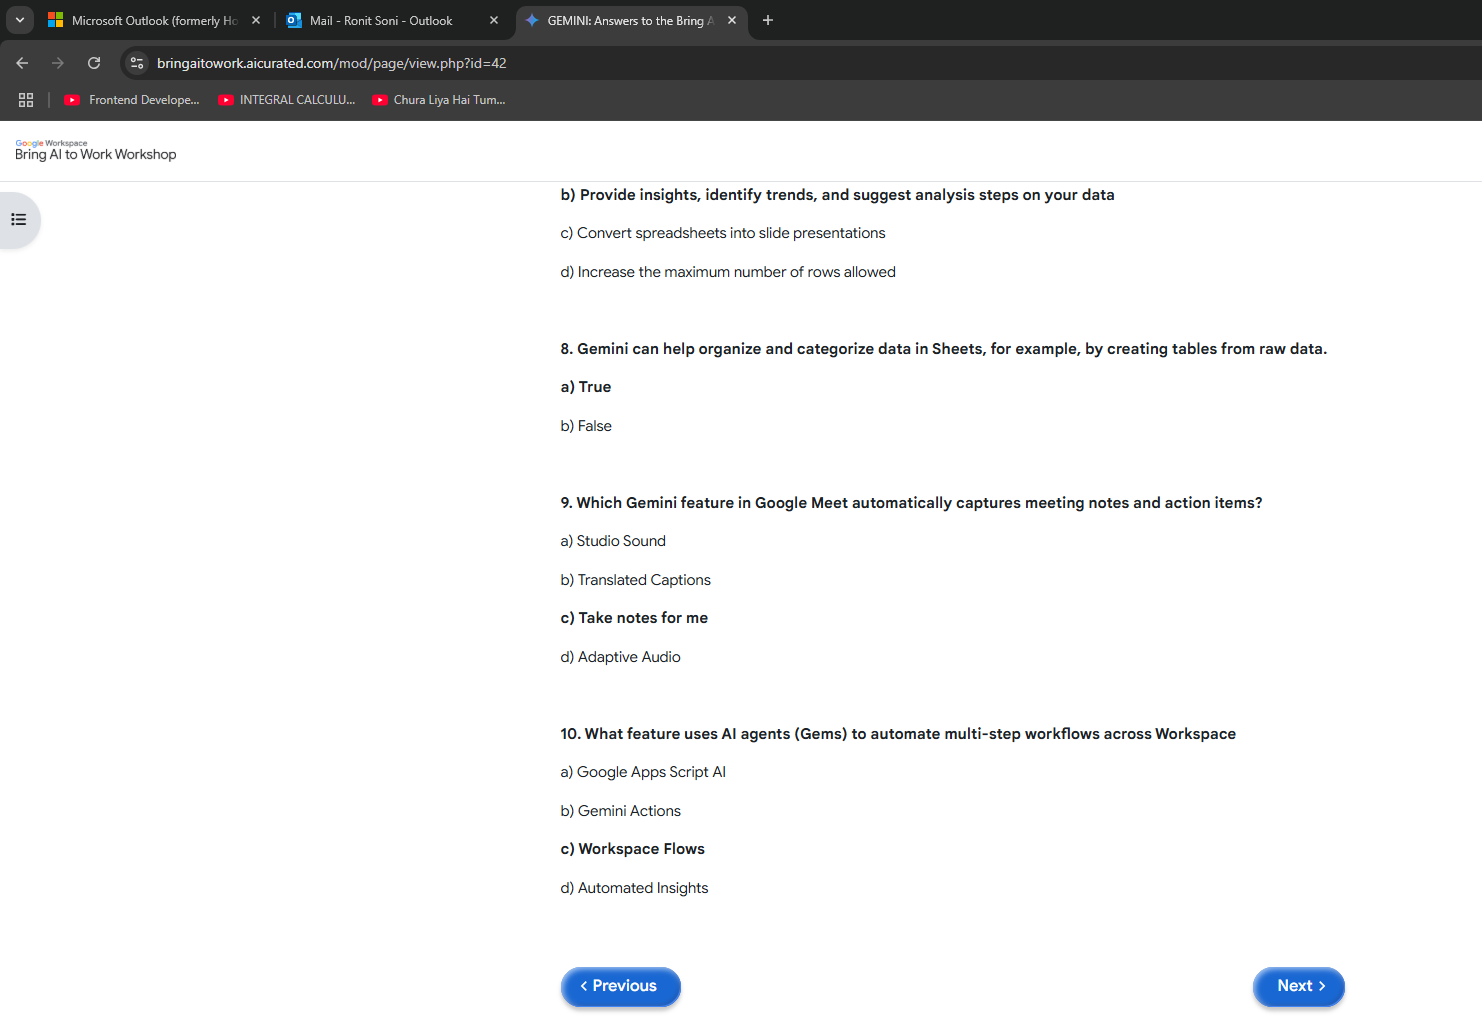 Microsoft Outlook (formerly Ho
Mail - Ronit Soni - Outlook
GEMINI: Answers to the Bring A
bringaitowork.aicurated.com/mod/page/view.php?id=42
Frontend Develope...
INTEGRAL CALCULU...
Chura Liya Hai Tum...
Google Workspace
Bring AI to Work Workshop
b) Provide insights, identify trends, and suggest analysis steps on your data
c) Convert spreadsheets into slide presentations
d) Increase the maximum number of rows allowed
8. Gemini can help organize and categorize data in Sheets, for example, by creating tables from raw data.
a) True
b) False
9. Which Gemini feature in Google Meet automatically captures meeting notes and action items?
a) Studio Sound
b) Translated Captions
c) Take notes for me
d) Adaptive Audio
10. What feature uses AI agents (Gems) to automate multi-step workflows across Workspace
a) Google Apps Script AI
b) Gemini Actions
c) Workspace Flows
d) Automated Insights
‹ Previous
Next ›